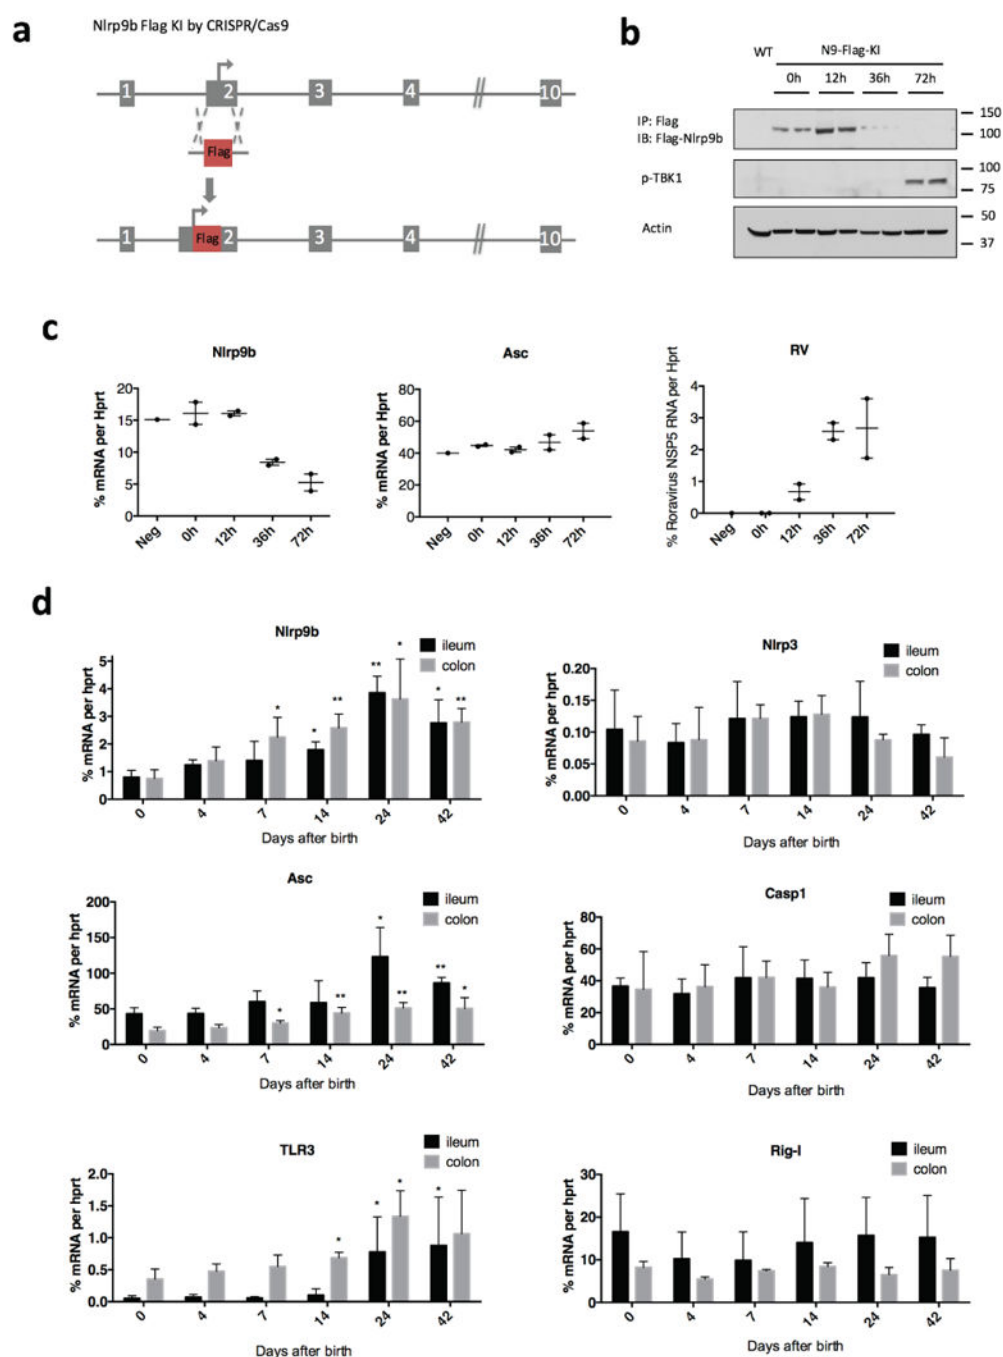 a
Nlrp9b Flag KI by CRISPR/Cas9
1 2 3 4 10
Flag
1 Flag 2 3 4 10
b
WT N9-Flag-KI
0h 12h 36h 72h
IP: Flag
IB: Flag-Nlrp9b
150
100
p-TBK1
75
50
Actin
37
c
Nlrp9b
% mRNA per Hprt
20
15
10
5
0
Neg 0h 12h 36h 72h
Asc
% mRNA per Hprt
80
60
40
20
0
Neg 0h 12h 36h 72h
RV
% Roravirus NSP5 RNA per Hprt
4
3
2
1
0
Neg 0h 12h 36h 72h
d
Nlrp9b
ileum
colon
% mRNA per hprt
5
4
3
2
1
0
* ** * ** ** * * **
0 4 7 14 24 42
Days after birth
Nlrp3
ileum
colon
% mRNA per hprt
0.20
0.15
0.10
0.05
0.00
0 4 7 14 24 42
Days after birth
Asc
ileum
colon
% mRNA per hprt
200
150
100
50
0
* ** * ** ** *
0 4 7 14 24 42
Days after birth
Casp1
ileum
colon
% mRNA per hprt
80
60
40
20
0
0 4 7 14 24 42
Days after birth
TLR3
ileum
colon
% mRNA per hprt
2.0
1.5
1.0
0.5
0.0
* * * *
0 4 7 14 24 42
Days after birth
Rig-I
ileum
colon
% mRNA per hprt
30
20
10
0
0 4 7 14 24 42
Days after birth